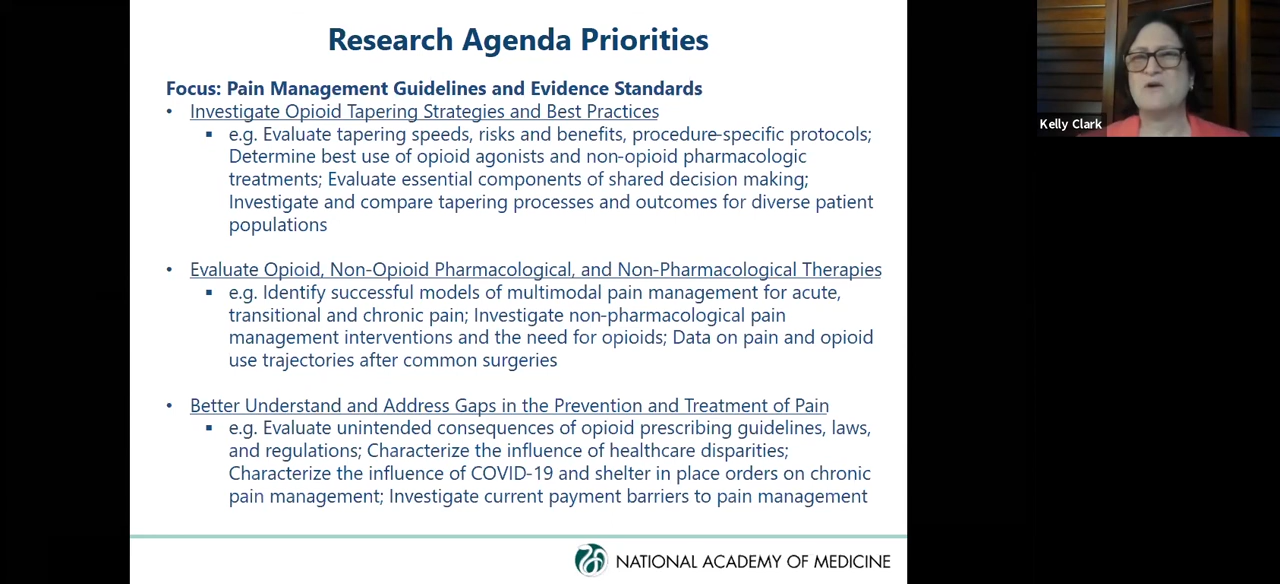 Research Agenda Priorities
Focus: Pain Management Guidelines and Evidence Standards
• Investigate Opioid Tapering Strategies and Best Practices
▪ e.g. Evaluate tapering speeds, risks and benefits, procedure-specific protocols;
Determine best use of opioid agonists and non-opioid pharmacologic
treatments; Evaluate essential components of shared decision making;
Investigate and compare tapering processes and outcomes for diverse patient
populations
• Evaluate Opioid, Non-Opioid Pharmacological, and Non-Pharmacological Therapies
▪ e.g. Identify successful models of multimodal pain management for acute,
transitional and chronic pain; Investigate non-pharmacological pain
management interventions and the need for opioids; Data on pain and opioid
use trajectories after common surgeries
• Better Understand and Address Gaps in the Prevention and Treatment of Pain
▪ e.g. Evaluate unintended consequences of opioid prescribing guidelines, laws,
and regulations; Characterize the influence of healthcare disparities;
Characterize the influence of COVID-19 and shelter in place orders on chronic
pain management; Investigate current payment barriers to pain management
NATIONAL ACADEMY OF MEDICINE
Kelly Clark